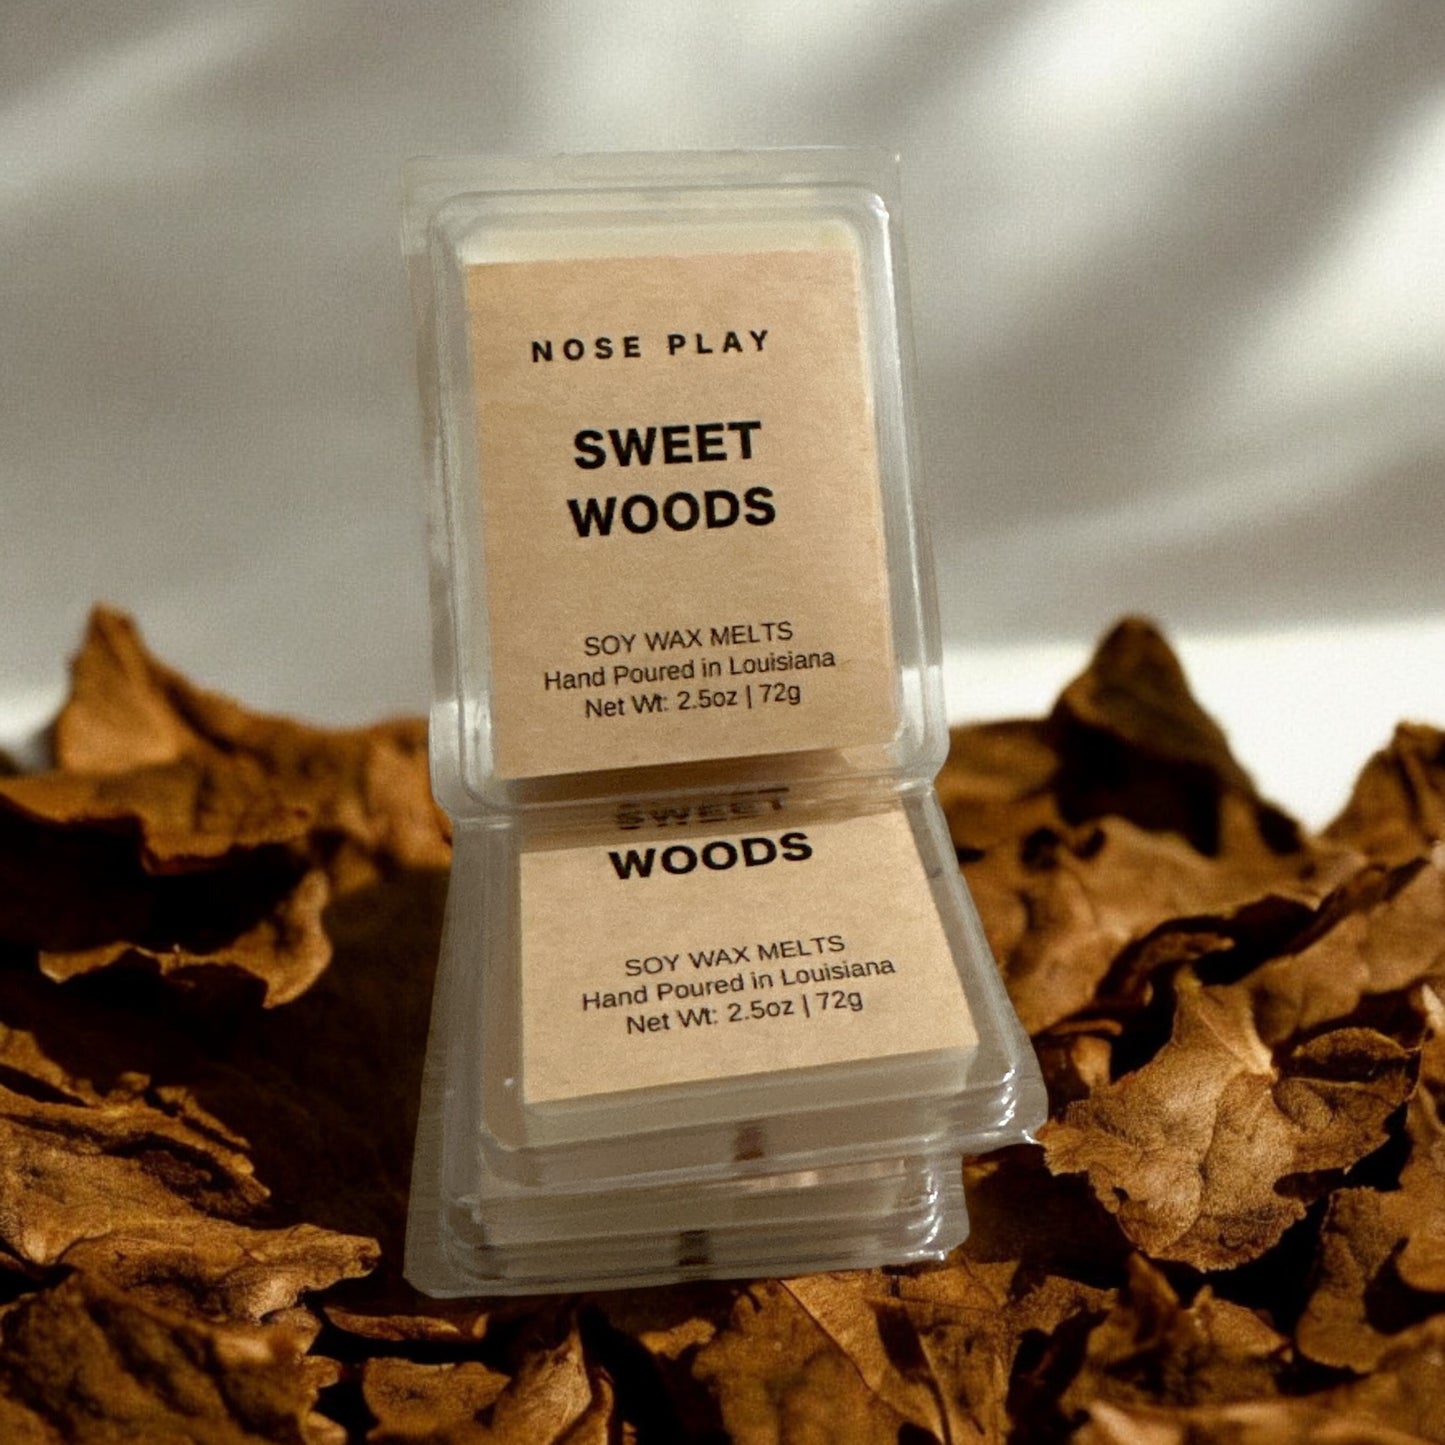 NOSE PLAY
SWEET
WOODS
SOY WAX MELTS
Hand Poured in Louisiana
Net Wt: 2.5oz | 72g
SWEET
WOODS
SOY WAX MELTS
Hand Poured in Louisiana
Net Wt: 2.5oz | 72g